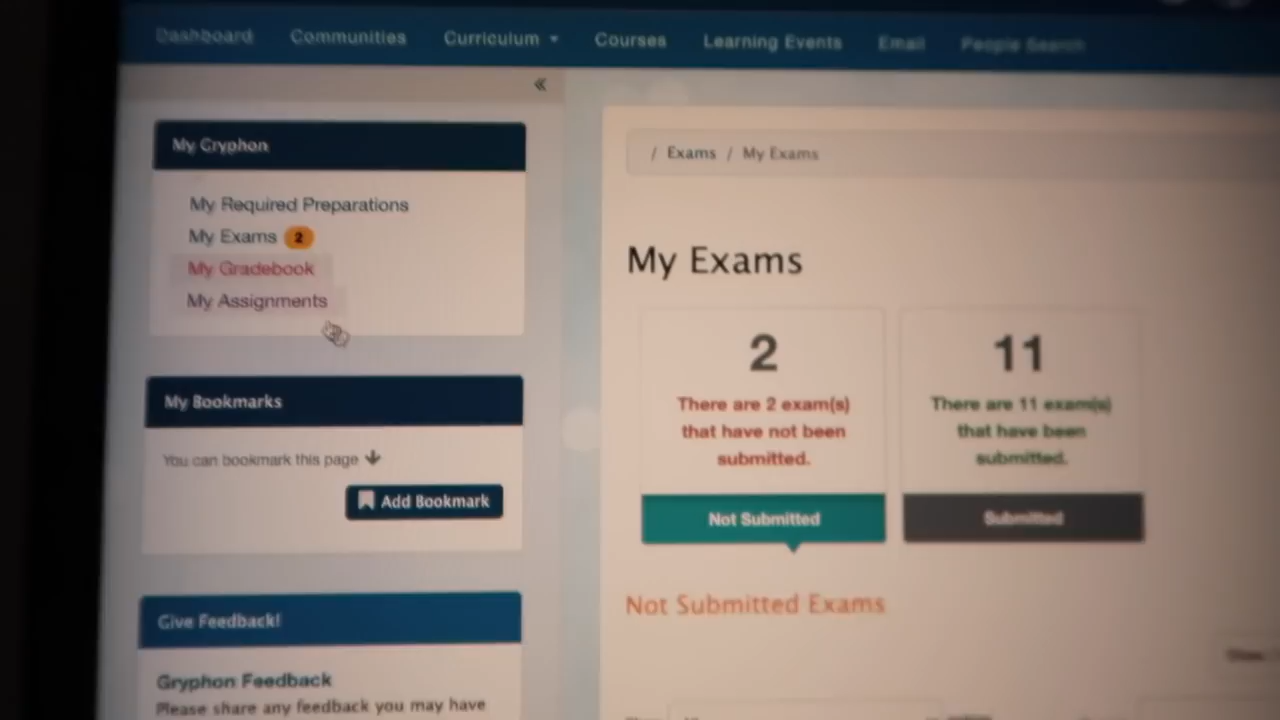 Dashboard Communities Curriculum Courses Learning Events Email People Search
My Gryphon
My Required Preparations
My Exams 2
My Gradebook
My Assignments
My Bookmarks
You can bookmark this page
Add Bookmark
Give Feedback!
Gryphon Feedback
Please share any feedback you may have
/ Exams / My Exams
My Exams
2
There are 2 exam(s)
that have not been
submitted.
Not Submitted
11
There are 11 exam(s)
that have been
submitted.
Submitted
Not Submitted Exams